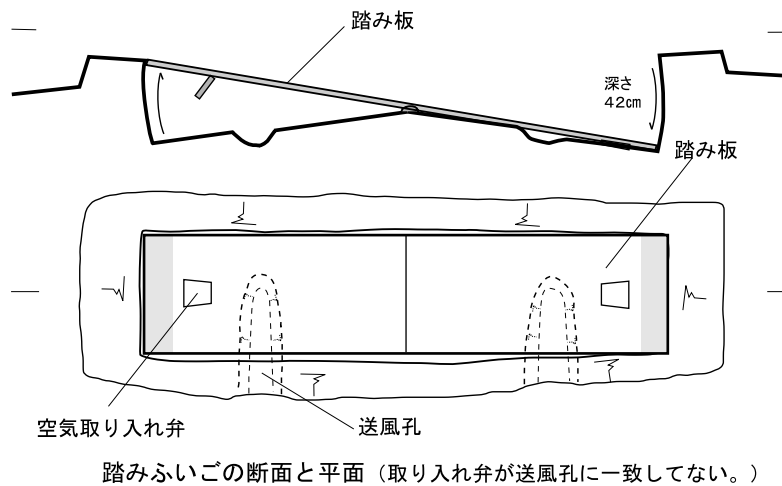 踏み板
深さ
42㎝
踏み板
空気取り入れ弁
送風孔
踏みふいごの断面と平面（取り入れ弁が送風孔に一致してない。）